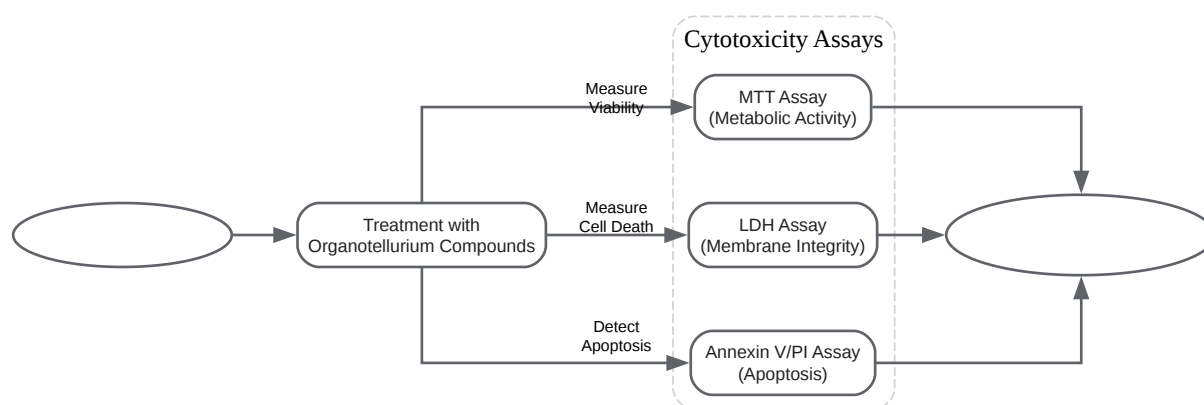 Cytotoxicity Assays
Measure
Viability
MTT Assay
(Metabolic Activity)
Treatment with
Organotellurium Compounds
Measure
Cell Death
LDH Assay
(Membrane Integrity)
Detect
Apoptosis
Annexin V/PI Assay
(Apoptosis)